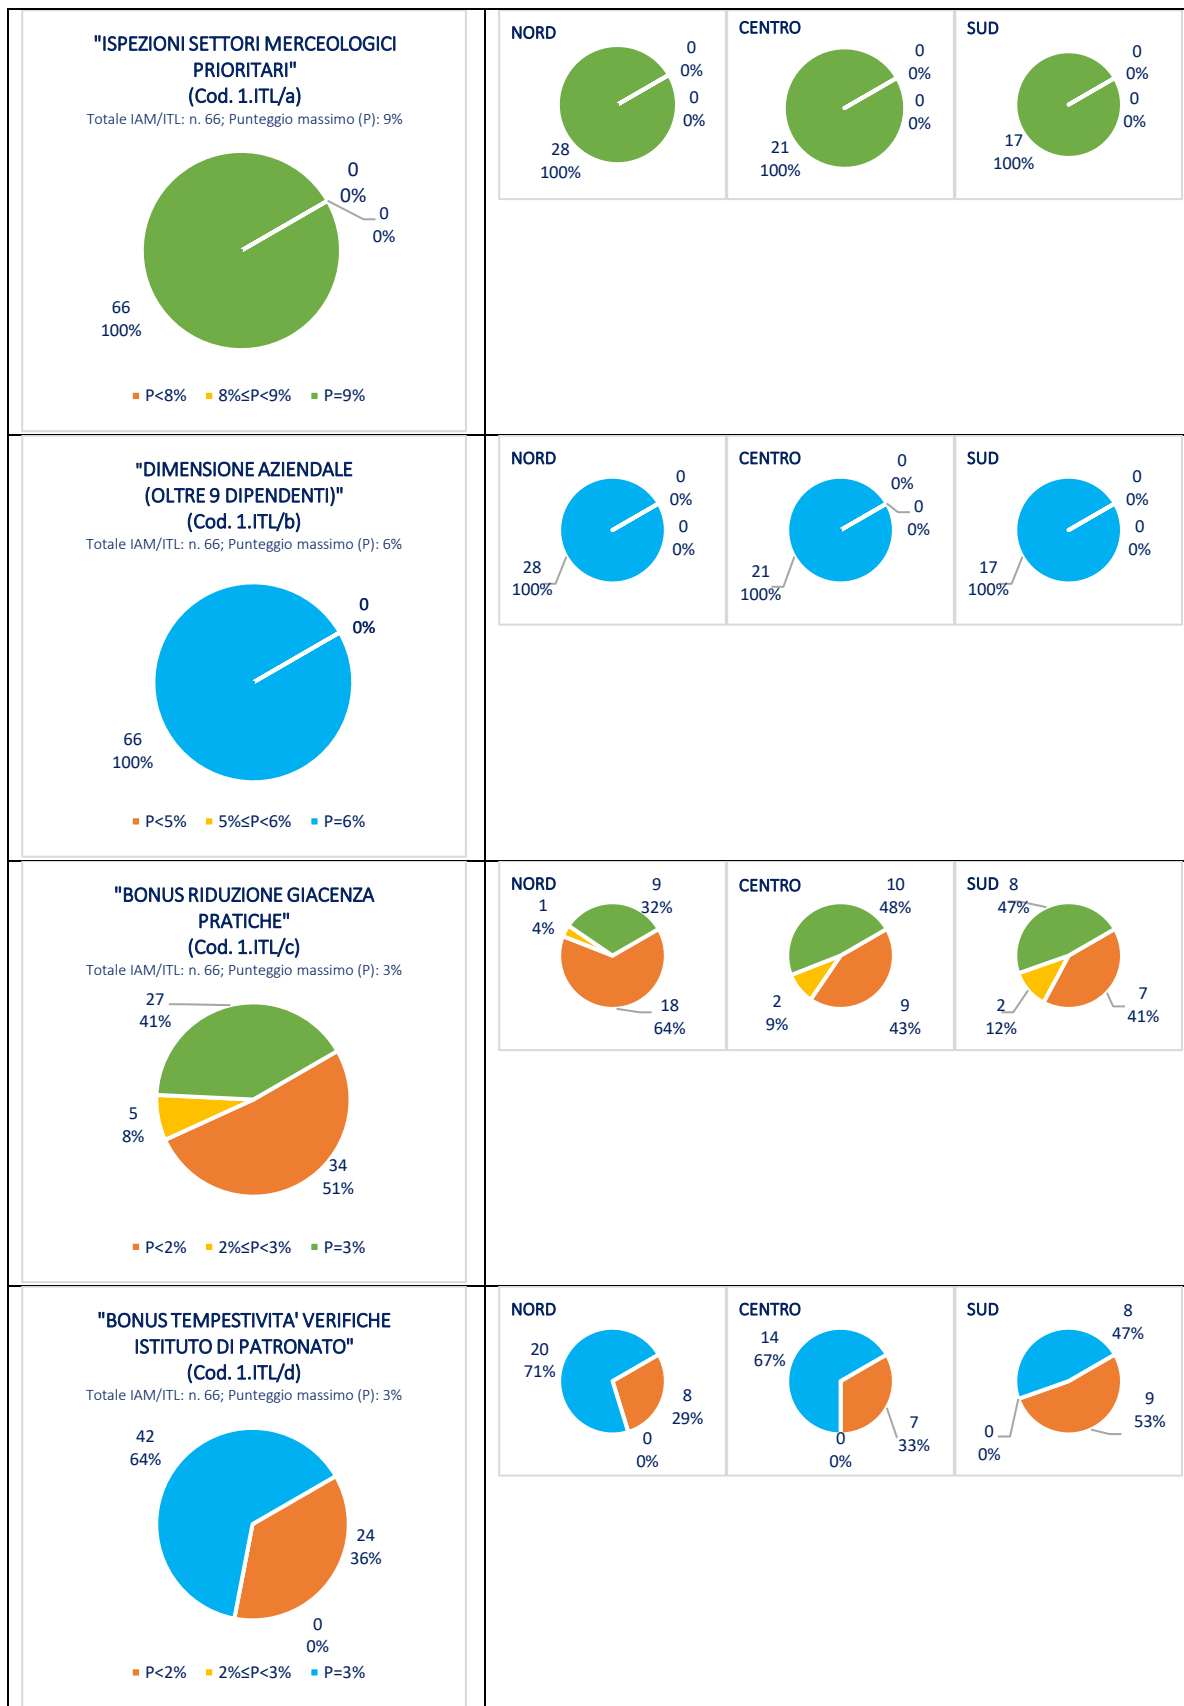 "ISPEZIONI SETTORI MERCEOLOGICI
PRIORITARI"
(Cod. 1.ITL/a)
Totale IAM/ITL: n. 66; Punteggio massimo (P): 9%
0
0%
0
0%
66
100%
P<8%  8%≤P<9%  P=9%
NORD
0
0%
0
0%
28
100%
CENTRO
0
0%
0
0%
21
100%
SUD
0
0%
0
0%
17
100%
"DIMENSIONE AZIENDALE
(OLTRE 9 DIPENDENTI)"
(Cod. 1.ITL/b)
Totale IAM/ITL: n. 66; Punteggio massimo (P): 6%
0
0%
66
100%
P<5%  5%≤P<6%  P=6%
NORD
0
0%
0
0%
28
100%
CENTRO
0
0%
0
0%
21
100%
SUD
0
0%
0
0%
17
100%
"BONUS RIDUZIONE GIACENZA
PRATICHE"
(Cod. 1.ITL/c)
Totale IAM/ITL: n. 66; Punteggio massimo (P): 3%
27
41%
5
8%
34
51%
P<2%  2%≤P<3%  P=3%
NORD
1
4%
9
32%
18
64%
CENTRO
10
48%
2
9%
9
43%
SUD
8
47%
2
12%
7
41%
"BONUS TEMPESTIVITA' VERIFICHE
ISTITUTO DI PATRONATO"
(Cod. 1.ITL/d)
Totale IAM/ITL: n. 66; Punteggio massimo (P): 3%
42
64%
24
36%
0
0%
P<2%  2%≤P<3%  P=3%
NORD
20
71%
8
29%
0
0%
CENTRO
14
67%
7
33%
0
0%
SUD
8
47%
9
53%
0
0%